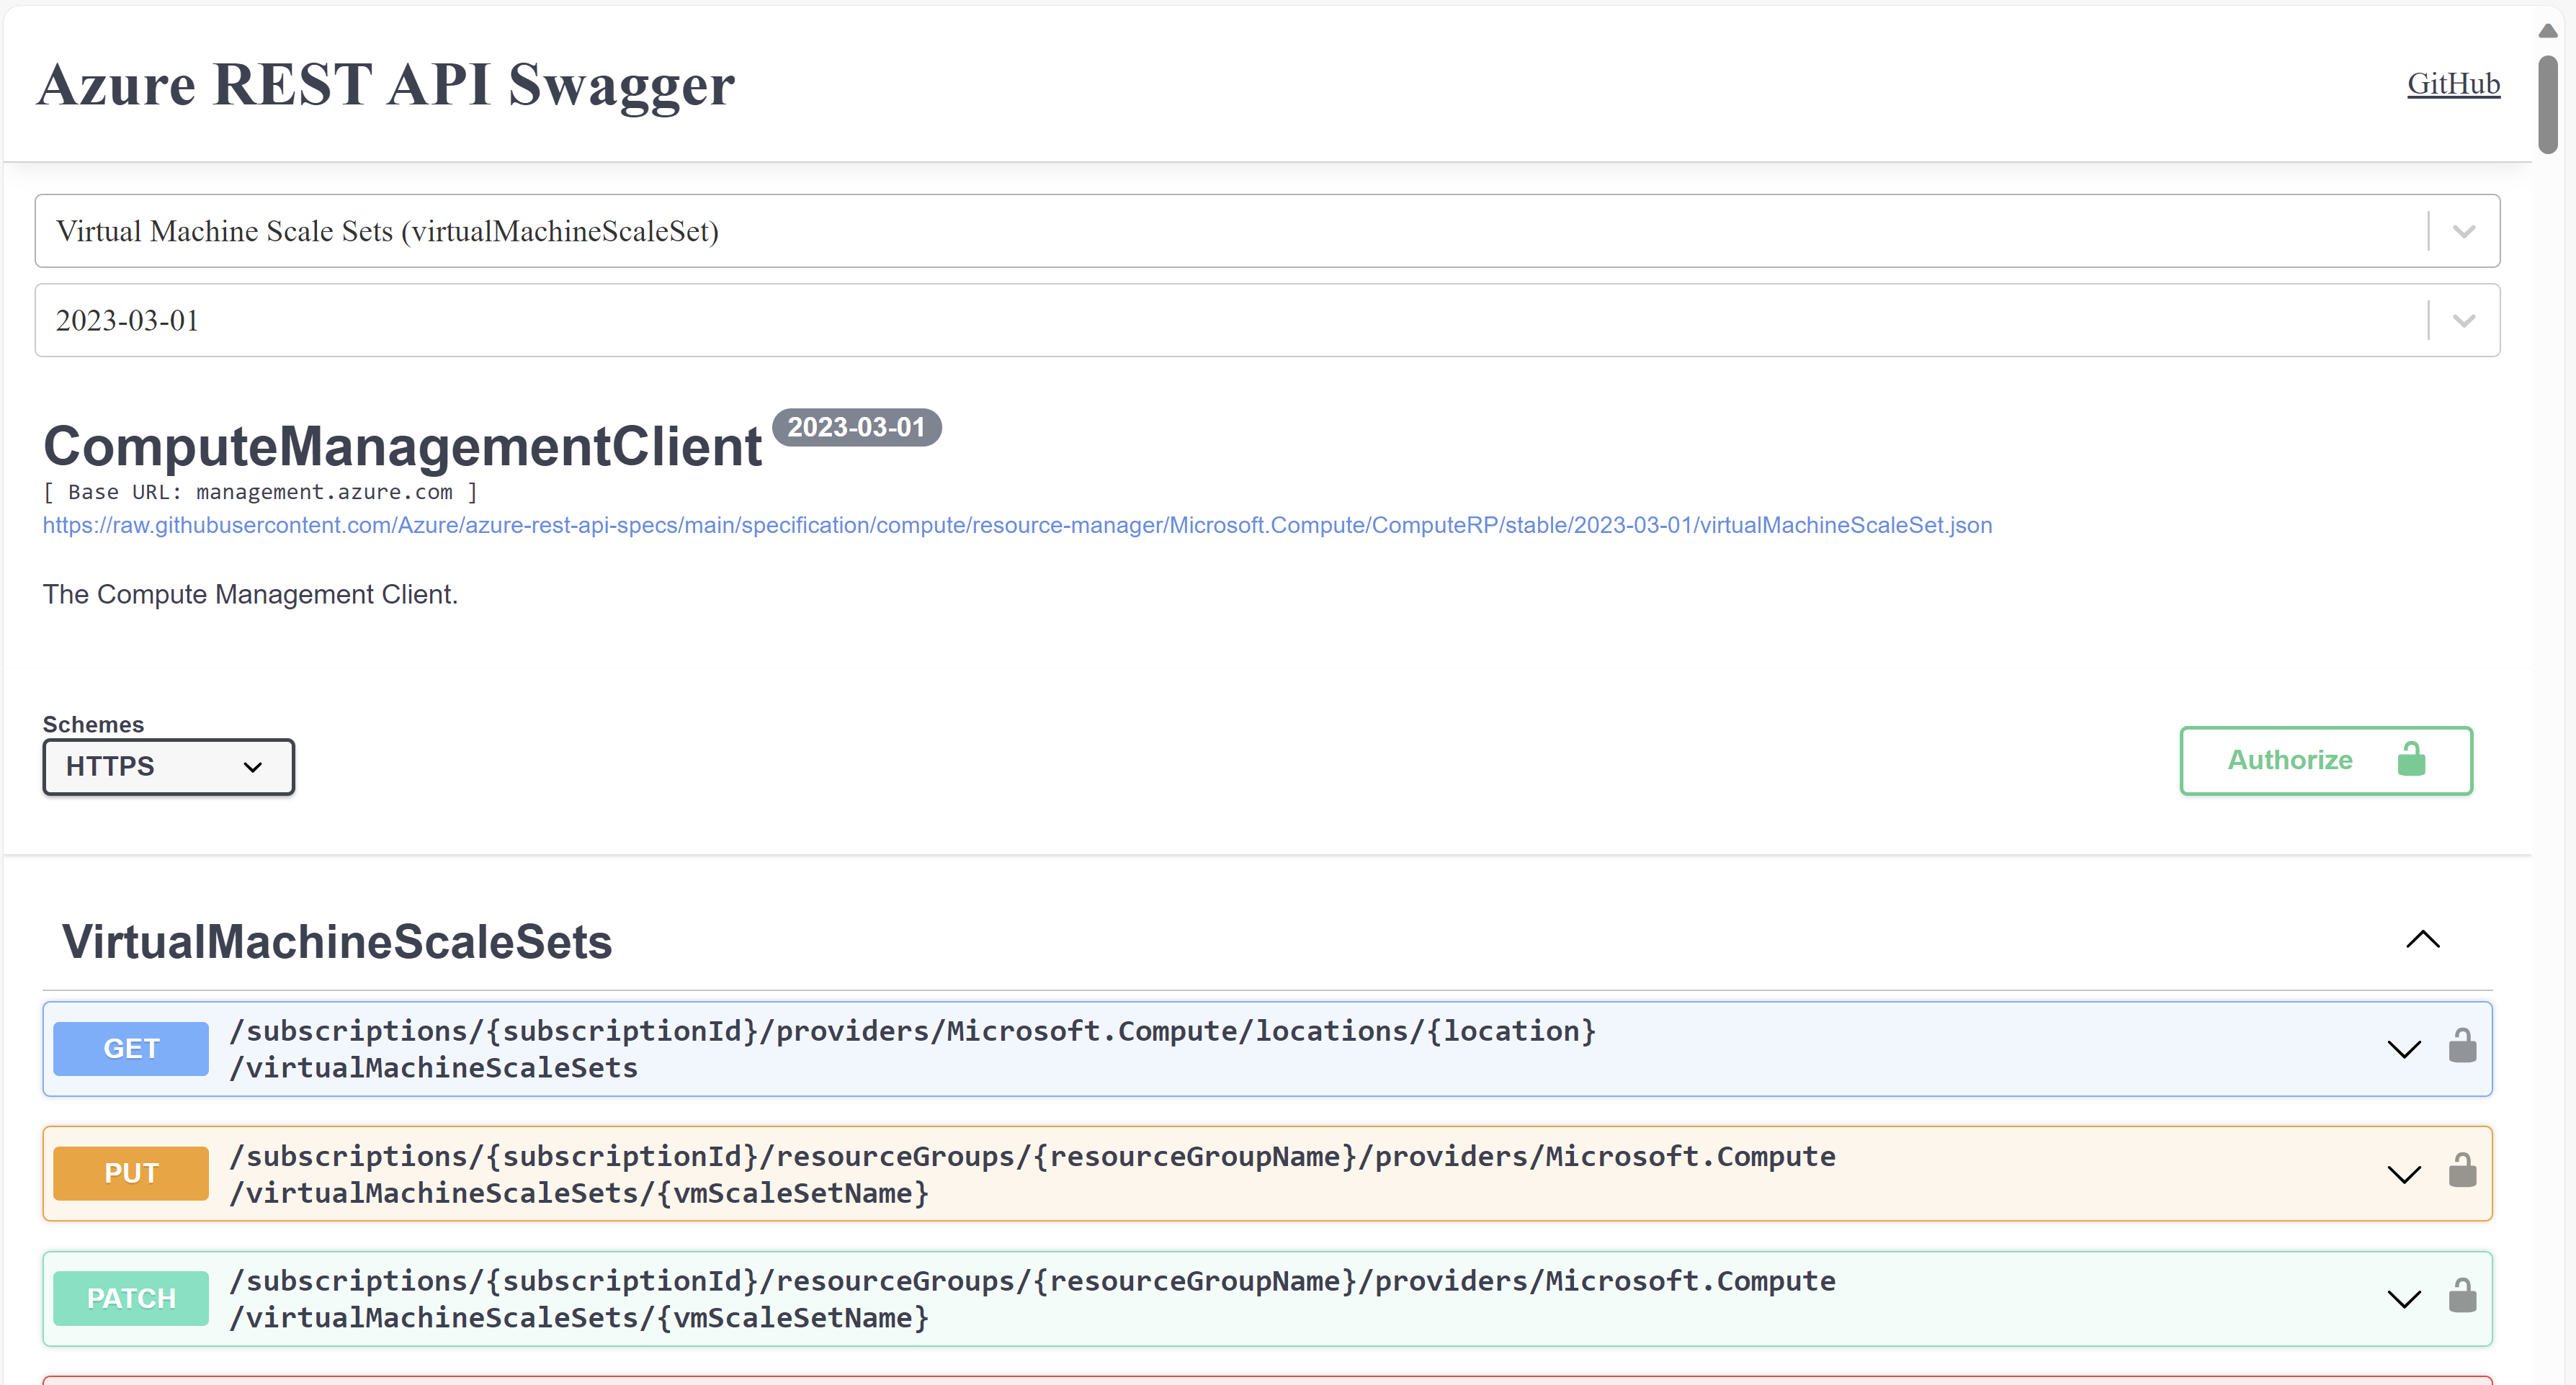 Azure REST API Swagger
GitHub
Virtual Machine Scale Sets (virtualMachineScaleSet)
2023-03-01
ComputeManagementClient 2023-03-01
[ Base URL: management.azure.com ]
https://raw.githubusercontent.com/Azure/azure-rest-api-specs/main/specification/compute/resource-manager/Microsoft.Compute/ComputeRP/stable/2023-03-01/virtualMachineScaleSet.json
The Compute Management Client.
Schemes
HTTPS
Authorize
VirtualMachineScaleSets
GET
/subscriptions/{subscriptionId}/providers/Microsoft.Compute/locations/{location}
/virtualMachineScaleSets
PUT
/subscriptions/{subscriptionId}/resourceGroups/{resourceGroupName}/providers/Microsoft.Compute
/virtualMachineScaleSets/{vmScaleSetName}
PATCH
/subscriptions/{subscriptionId}/resourceGroups/{resourceGroupName}/providers/Microsoft.Compute
/virtualMachineScaleSets/{vmScaleSetName}